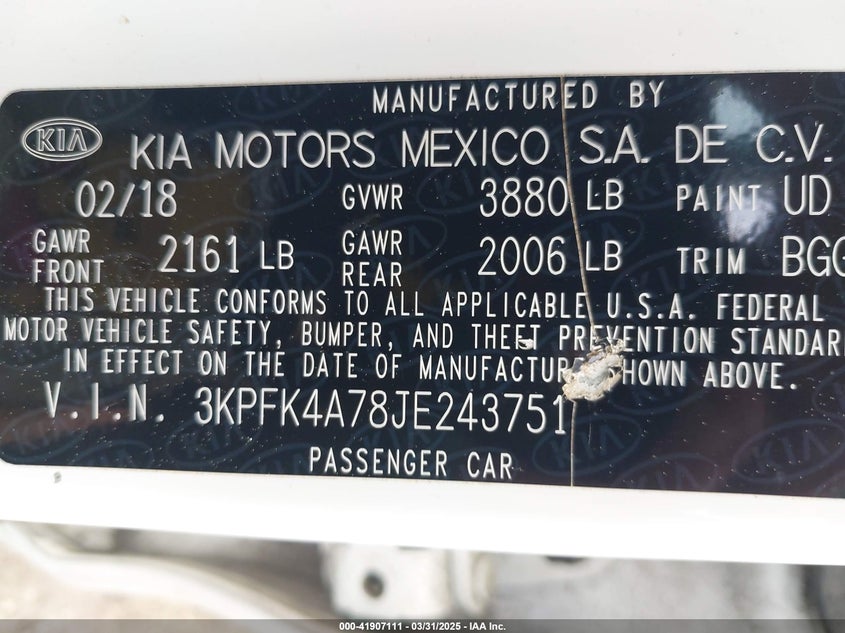 MANUFACTURED BY
KIA KIA MOTORS MEXICO S.A. DE C.V.
02/18 GVWR 3880 LB PAINT UD
GAWR FRONT 2161 LB GAWR REAR 2006 LB TRIM BGG
THIS VEHICLE CONFORMS TO ALL APPLICABLE U.S.A. FEDERAL
MOTOR VEHICLE SAFETY, BUMPER, AND THEFT PREVENTION STANDAR
IN EFFECT ON THE DATE OF MANUFACTURE SHOWN ABOVE.
V.I.N. 3KPFK4A78JE243751
PASSENGER CAR
000-41907111 — 03/31/2025 — IAA Inc.